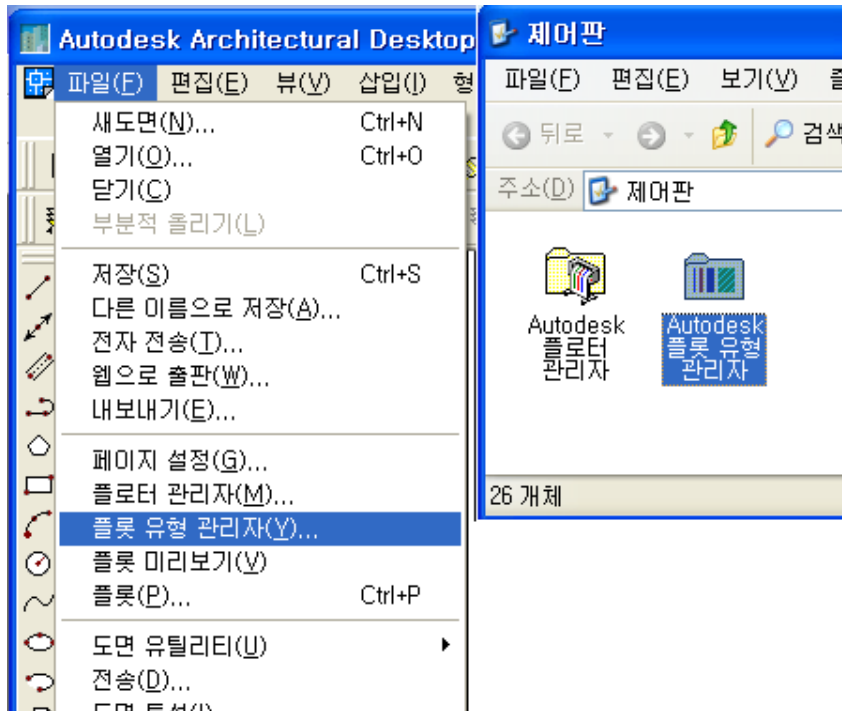 Autodesk Architectural Desktop
파일(F) 편집(E) 뷰(V) 삽입(I) 형
새도면(N)... Ctrl+N
열기(O)... Ctrl+O
닫기(C)
부분적 올리기(L)
저장(S) Ctrl+S
다른 이름으로 저장(A)...
전자 전송(T)...
웹으로 출판(W)...
내보내기(E)...
페이지 설정(G)...
플로터 관리자(M)...
플롯 유형 관리자(Y)...
플롯 미리보기(V)
플롯(P)... Ctrl+P
도면 유틸리티(U)
전송(D)...
도면 특성(I)...
제어판
파일(F) 편집(E) 보기(V) 즐
뒤로 검색
주소(D) 제어판
Autodesk
플로터
관리자
Autodesk
플롯 유형
관리자
26 개체